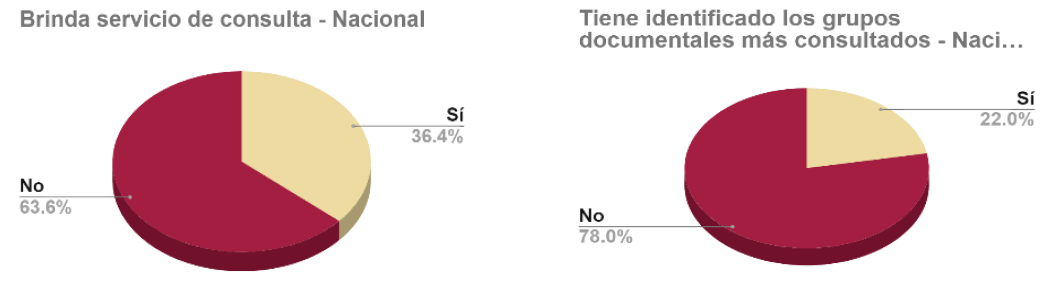 Brinda servicio de consulta - Nacional
Sí
36.4%
No
63.6%
Tiene identificado los grupos
documentales más consultados - Naci…
Sí
22.0%
No
78.0%